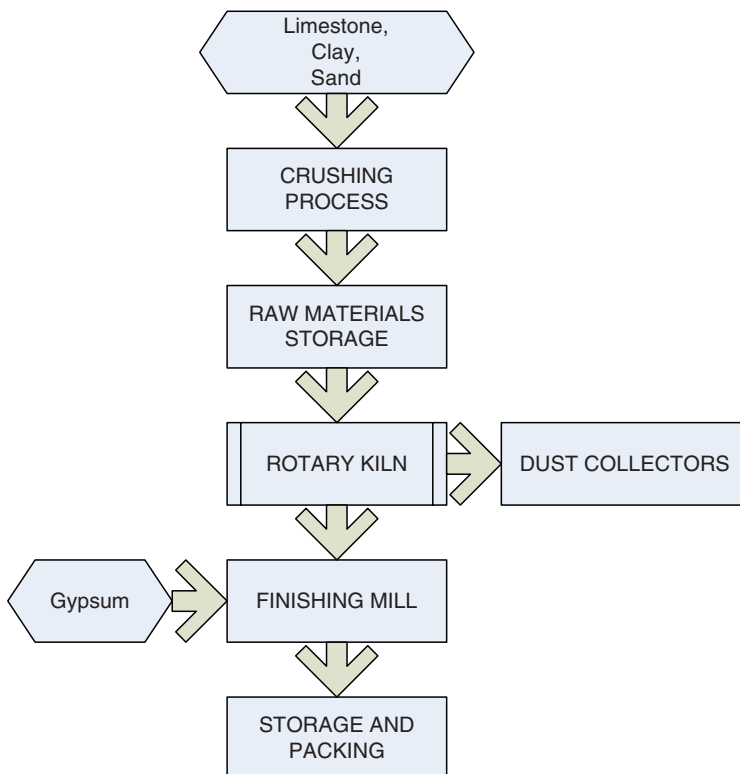 Limestone,
Clay,
Sand
CRUSHING
PROCESS
RAW MATERIALS
STORAGE
ROTARY KILN
DUST COLLECTORS
Gypsum
FINISHING MILL
STORAGE AND
PACKING